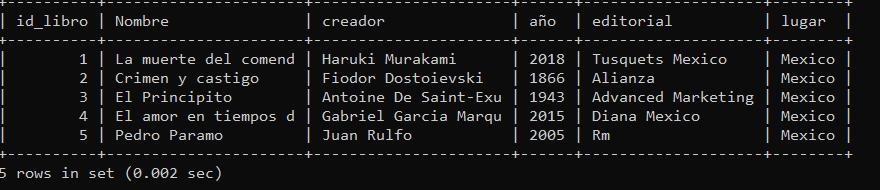 +----------+----------------------+----------------------+------+--------------------+--------+
| id_libro | Nombre               | creador              | año  | editorial          | lugar  |
+----------+----------------------+----------------------+------+--------------------+--------+
|        1 | La muerte del comend | Haruki Murakami      | 2018 | Tusquets Mexico    | Mexico |
|        2 | Crimen y castigo     | Fiodor Dostoievski   | 1866 | Alianza            | Mexico |
|        3 | El Principito        | Antoine De Saint-Exu | 1943 | Advanced Marketing | Mexico |
|        4 | El amor en tiempos d | Gabriel Garcia Marqu | 2015 | Diana Mexico       | Mexico |
|        5 | Pedro Paramo         | Juan Rulfo           | 2005 | Rm                 | Mexico |
+----------+----------------------+----------------------+------+--------------------+--------+
5 rows in set (0.002 sec)